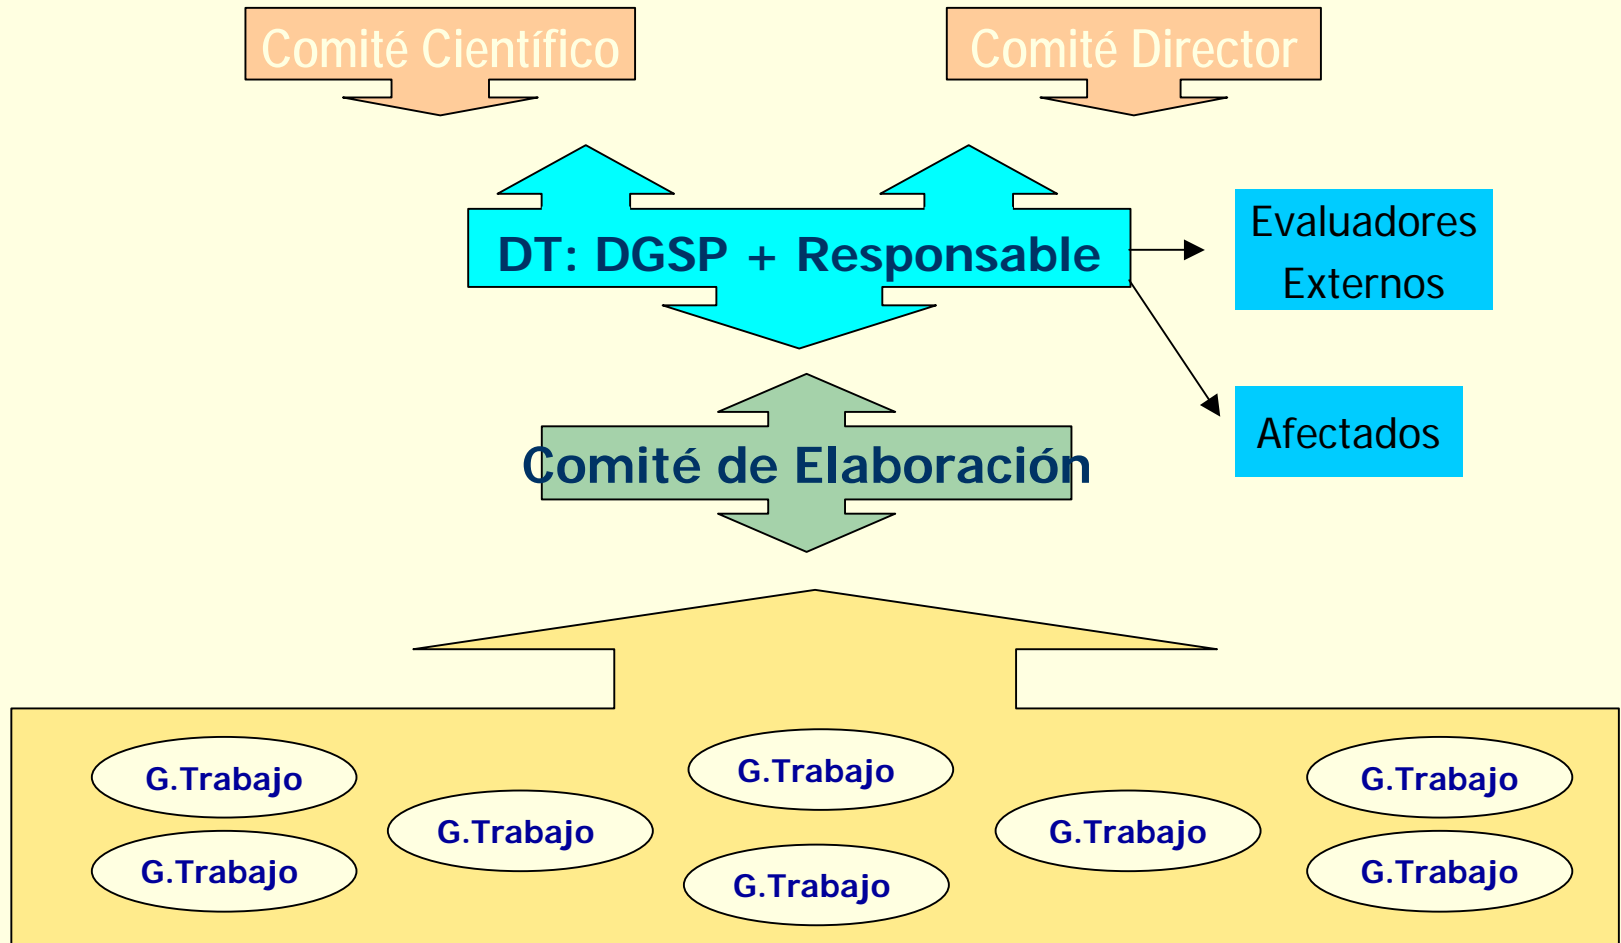 Comité Científico
Comité Director
DT: DGSP + Responsable
Evaluadores
Externos
Afectados
Comité de Elaboración
G.Trabajo
G.Trabajo
G.Trabajo
G.Trabajo
G.Trabajo
G.Trabajo
G.Trabajo
G.Trabajo